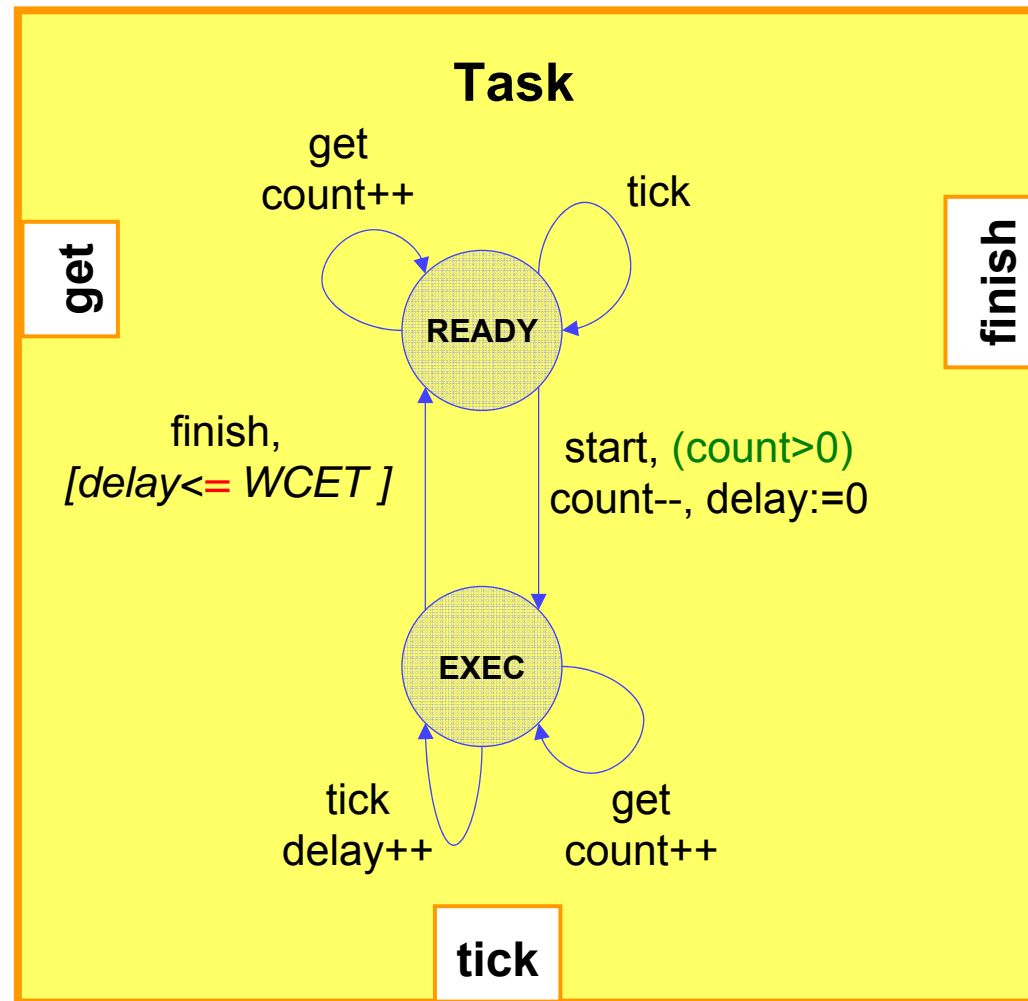 Task
get
count++
tick
get
finish
READY
finish,
[delay<= WCET ]
start, (count>0)
count--, delay:=0
EXEC
tick
delay++
get
count++
tick